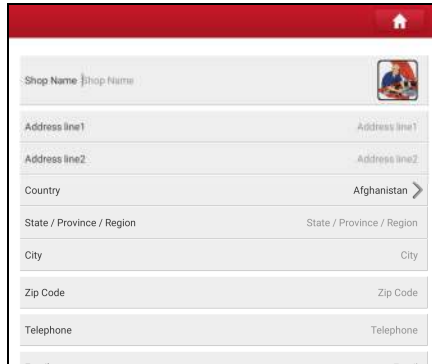 Shop Name Shop Name
Address line1 Address line1
Address line2 Address line2
Country Afghanistan
State / Province / Region State / Province / Region
City City
Zip Code Zip Code
Telephone Telephone